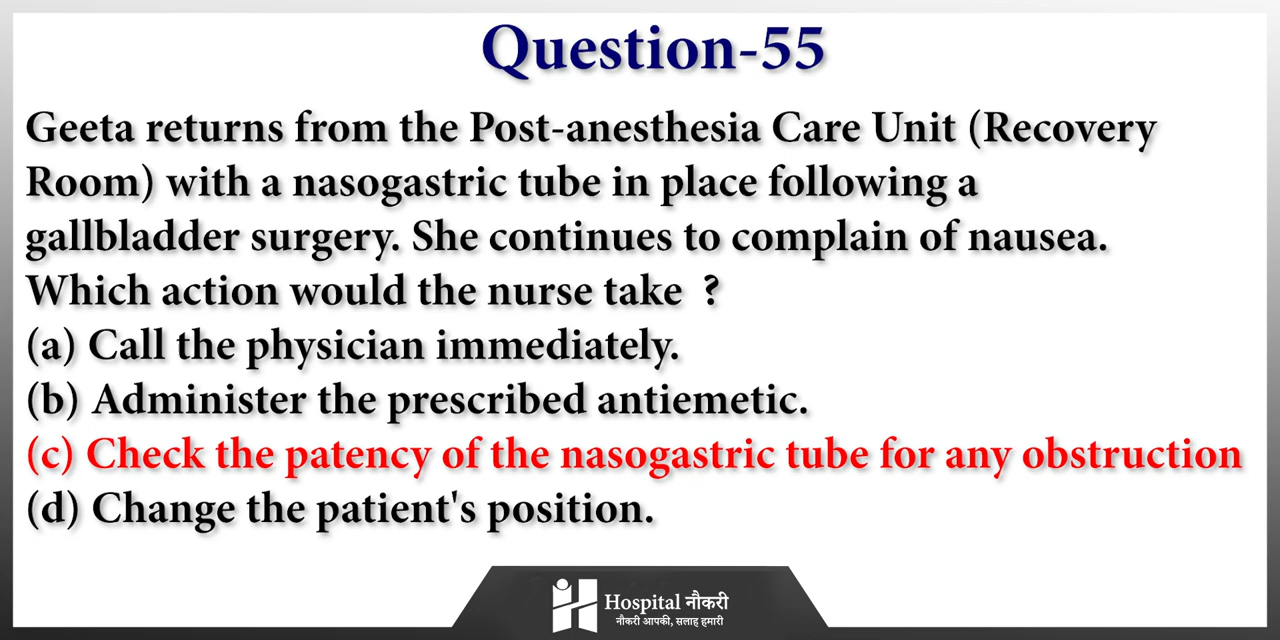 Question-55
Geeta returns from the Post-anesthesia Care Unit (Recovery
Room) with a nasogastric tube in place following a
gallbladder surgery. She continues to complain of nausea.
Which action would the nurse take ?
(a) Call the physician immediately.
(b) Administer the prescribed antiemetic.
(c) Check the patency of the nasogastric tube for any obstruction
(d) Change the patient's position.
Hospital नौकरी
नौकरी आपकी, सलाह हमारी